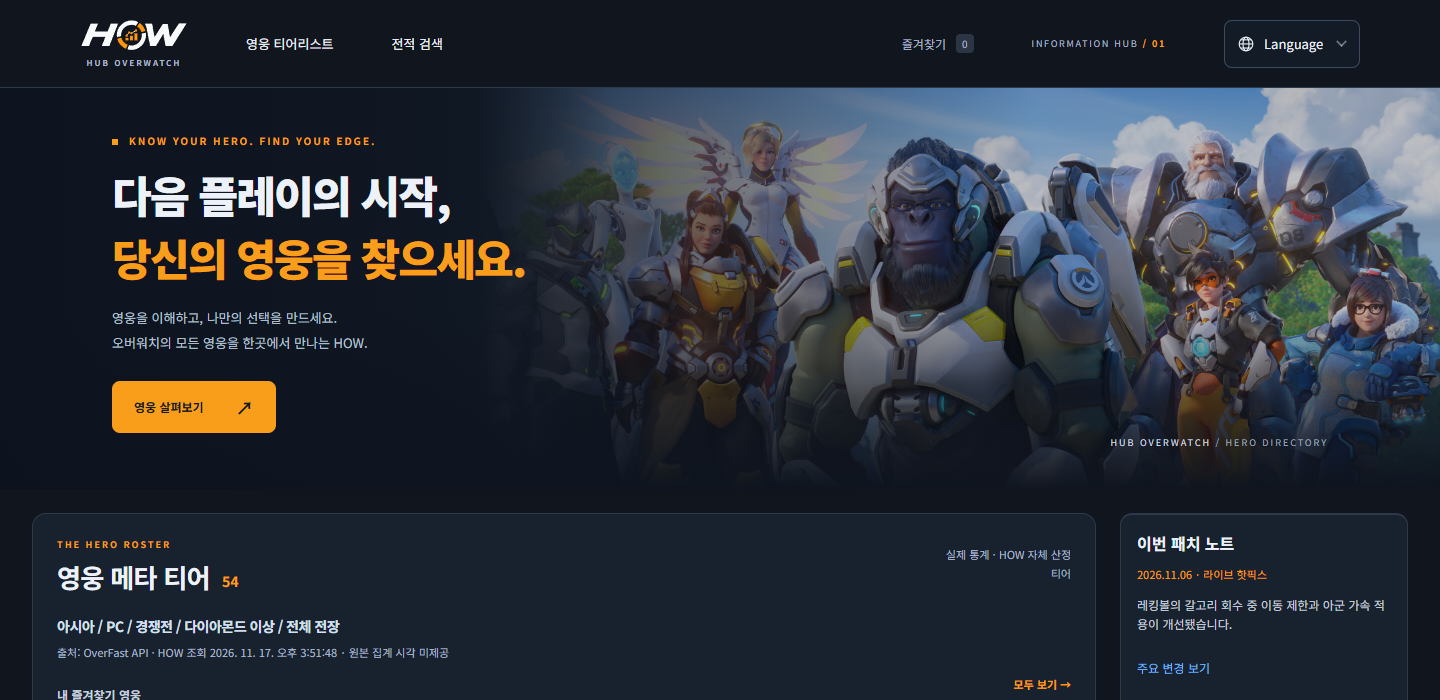 HOW
HUB OVERWATCH
영웅 티어리스트
전적 검색
즐겨찾기 0
INFORMATION HUB / 01
Language
KNOW YOUR HERO. FIND YOUR EDGE.
다음 플레이의 시작,
당신의 영웅을 찾으세요.
영웅을 이해하고, 나만의 선택을 만드세요.
오버워치의 모든 영웅을 한곳에서 만나는 HOW.
영웅 살펴보기 ↗
08
HUB OVERWATCH / HERO DIRECTORY
THE HERO ROSTER
영웅 메타 티어 54
실제 통계 · HOW 자체 산정
티어
아시아 / PC / 경쟁전 / 다이아몬드 이상 / 전체 전장
출처: OverFast API · HOW 조회 2026. 11. 17. 오후 3:51:48 · 원본 집계 시각 미제공
내 즐겨찾기 영웅
모두 보기 →
이번 패치 노트
2026.11.06 · 라이브 핫픽스
레킹볼의 갈고리 회수 중 이동 제한과 아군 가속 적
용이 개선됐습니다.
주요 변경 보기